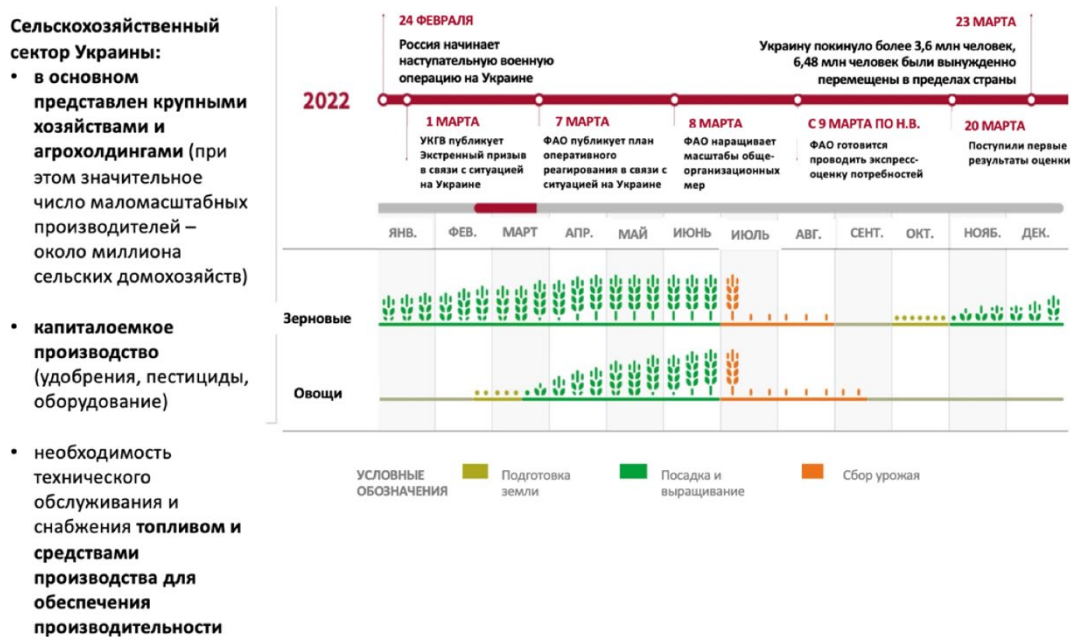 Сельскохозяйственный
сектор Украины:
• в основном
представлен крупными
хозяйствами и
агрохолдингами (при
этом значительное
число маломасштабных
производителей –
около миллиона
сельских домохозяйств)
• капиталоемкое
производство
(удобрения, пестициды,
оборудование)
• необходимость
технического
обслуживания и
снабжения топливом и
средствами
производства для
обеспечения
производительности
24 ФЕВРАЛЯ
Россия начинает
наступательную военную
операцию на Украине
23 МАРТА
Украину покинуло более 3,6 млн человек,
6,48 млн человек были вынужденно
перемещены в пределах страны
2022
1 МАРТА
УКГВ публикует
Экстренный призыв
в связи с ситуацией
на Украине
7 МАРТА
ФАО публикует план
оперативного
реагирования в связи с
ситуацией на Украине
8 МАРТА
ФАО наращивает
масштабы обще-
организационных
мер
С 9 МАРТА ПО Н.В.
ФАО готовится
проводить экспресс-
оценку потребностей
20 МАРТА
Поступили первые
результаты оценки
ЯНВ. ФЕВ. МАРТ АПР. МАЙ ИЮНЬ ИЮЛЬ АВГ. СЕНТ. ОКТ. НОЯБ. ДЕК.
Зерновые
Овощи
УСЛОВНЫЕ
ОБОЗНАЧЕНИЯ
Подготовка
земли
Посадка и
выращивание
Сбор урожая